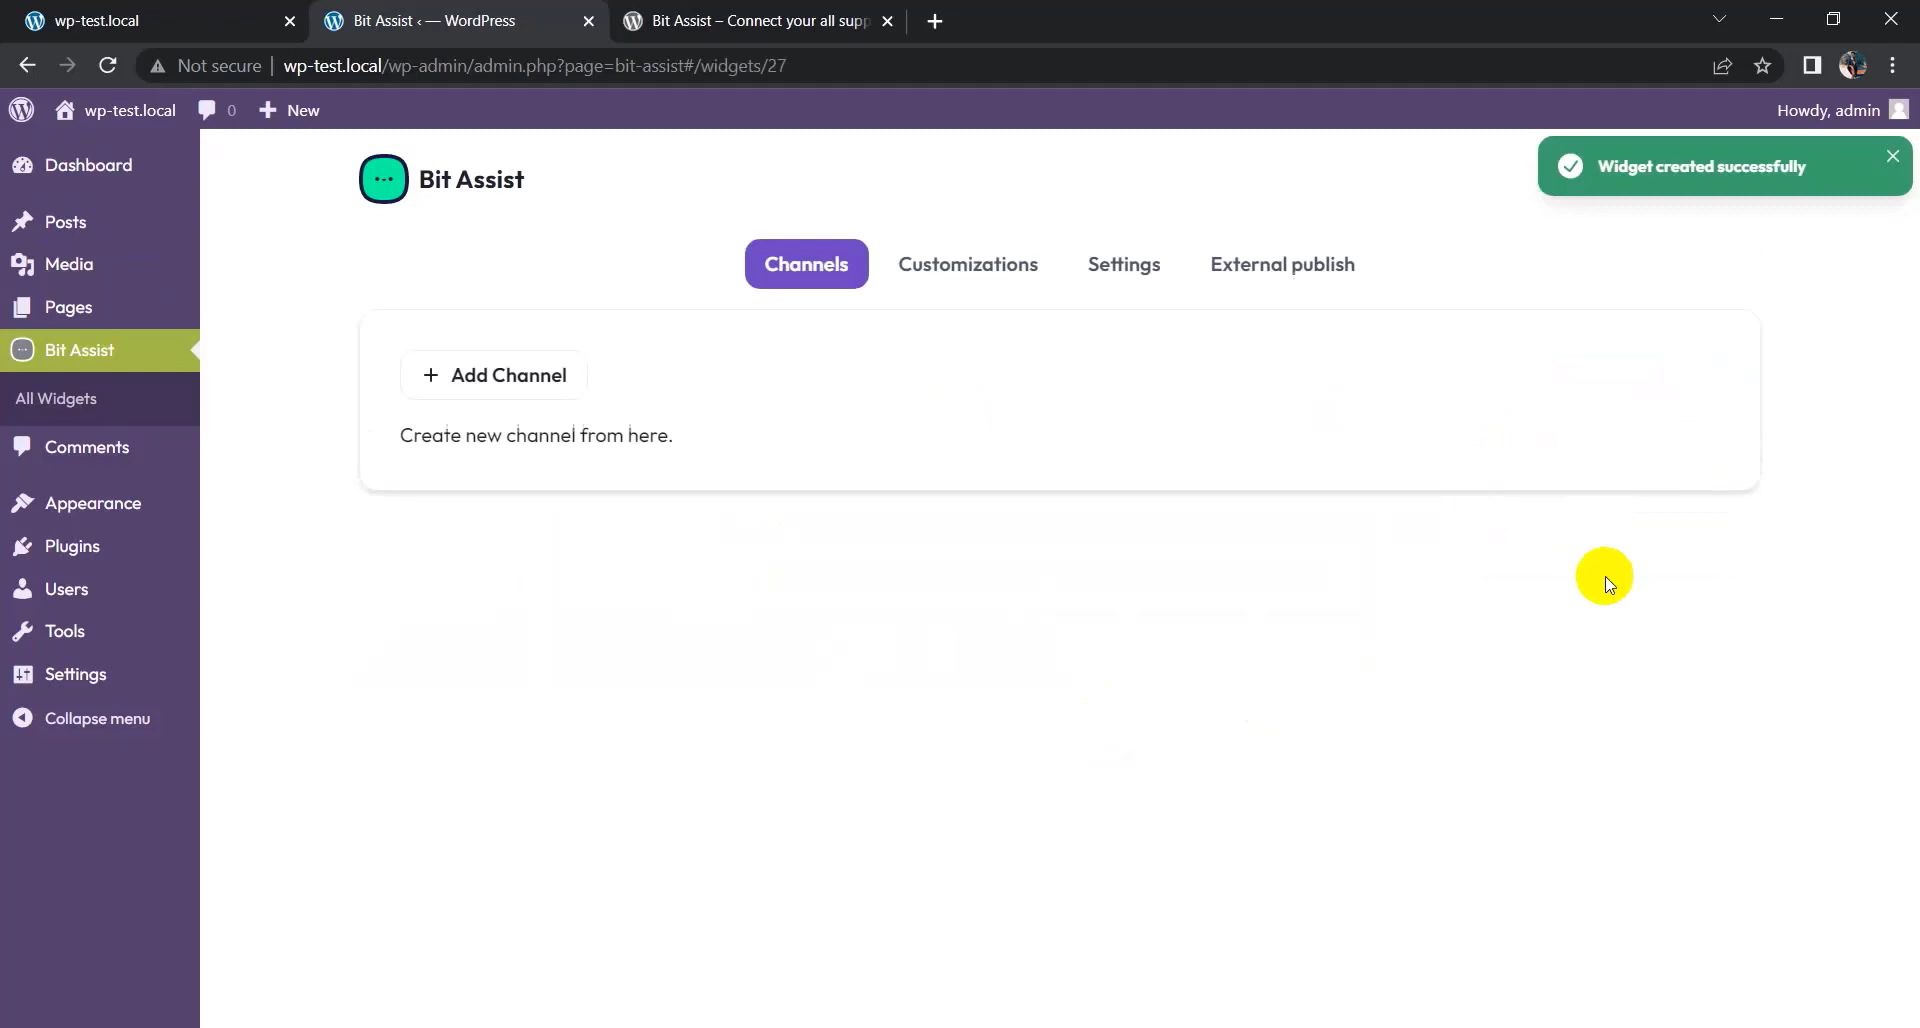 wp-test.local
Bit Assist ‹ — WordPress
Bit Assist – Connect your all supp
Not secure
wp-test.local/wp-admin/admin.php?page=bit-assist#/widgets/27
wp-test.local
0
New
Howdy, admin
Dashboard
Posts
Media
Pages
Bit Assist
All Widgets
Comments
Appearance
Plugins
Users
Tools
Settings
Collapse menu
Bit Assist
Widget created successfully
Channels
Customizations
Settings
External publish
+ Add Channel
Create new channel from here.